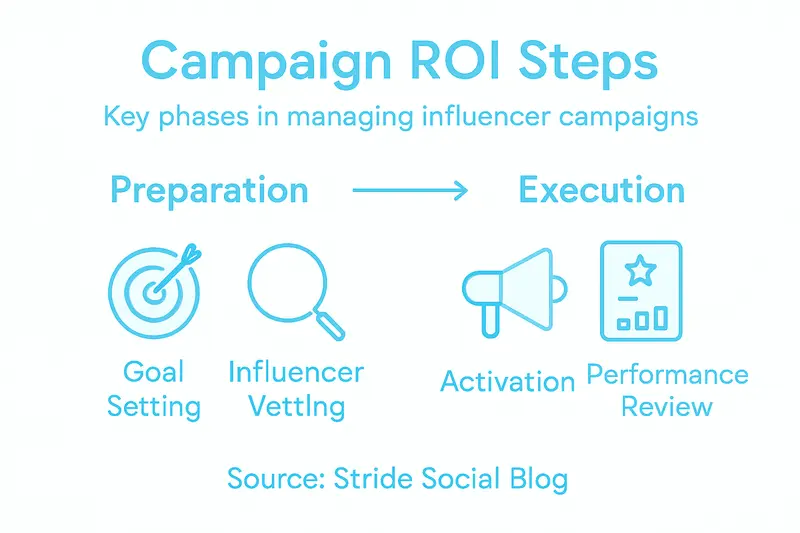 Campaign ROI Steps
Key phases in managing influencer campaigns
Preparation
Execution
Goal
Setting
Influencer
Vettlng
Activation
Performance
Review
Source: Stride Social Blog